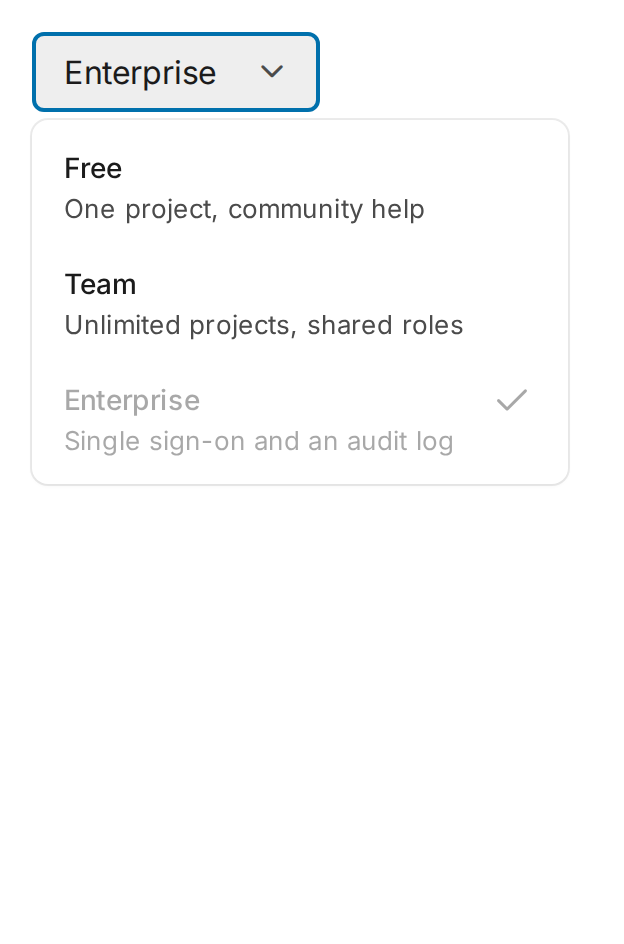 Enterprise
Free
One project, community help
Team
Unlimited projects, shared roles
Enterprise
Single sign-on and an audit log